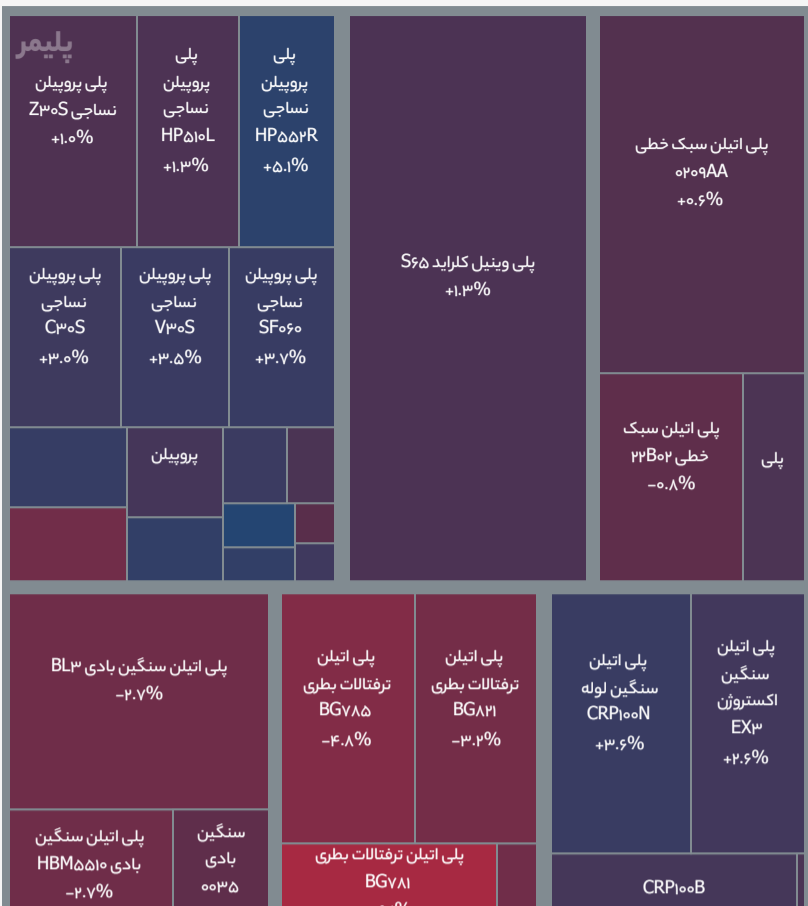 پلیمر
پلی پروپیلن
نساجی Z۳۰S
+۱.۰%
پلی
پروپیلن
نساجی
HP۵۱۰L
+۱.۳%
پلی
پروپیلن
نساجی
HP۵۵۲R
+۵.۱%
پلی وینیل کلراید S۶۵
+۱.۳%
پلی اتیلن سبک خطی
۰۲۰۹AA
+۰.۶%
پلی پروپیلن
نساجی
C۳۰S
+۳.۰%
پلی پروپیلن
نساجی
V۳۰S
+۳.۵%
پلی پروپیلن
نساجی
SF۰۶۰
+۳.۷%
پروپیلن
پلی اتیلن سبک
خطی ۲۲B۰۲
-۰.۸%
پلی
پلی اتیلن سنگین بادی BL۳
-۲.۷%
پلی اتیلن
ترفتالات بطری
BG۷۸۵
-۴.۸%
پلی اتیلن
ترفتالات بطری
BG۸۲۱
-۳.۲%
پلی اتیلن
سنگین لوله
CRP۱۰۰N
+۳.۶%
پلی اتیلن
سنگین
اکستروژن
EX۳
+۲.۶%
پلی اتیلن سنگین
بادی HBM۵۵۱۰
-۲.۷%
سنگین
بادی
۰۰۳۵
پلی اتیلن ترفتالات بطری
BG۷۸۱
CRP۱۰۰B